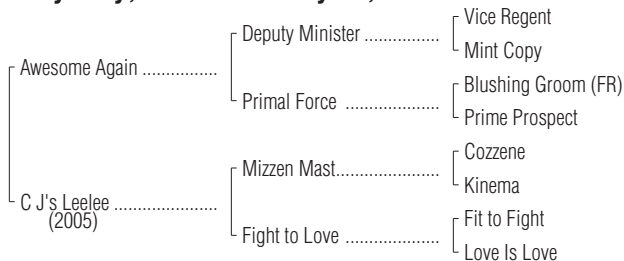 Vice Regent
Deputy Minister ................
Mint Copy
Awesome Again ................
Blushing Groom (FR)
Primal Force ....................
Prime Prospect
Cozzene
Mizzen Mast......................
Kinema
C J's Leelee ......................
(2005)
Fit to Fight
Fight to Love ....................
Love Is Love